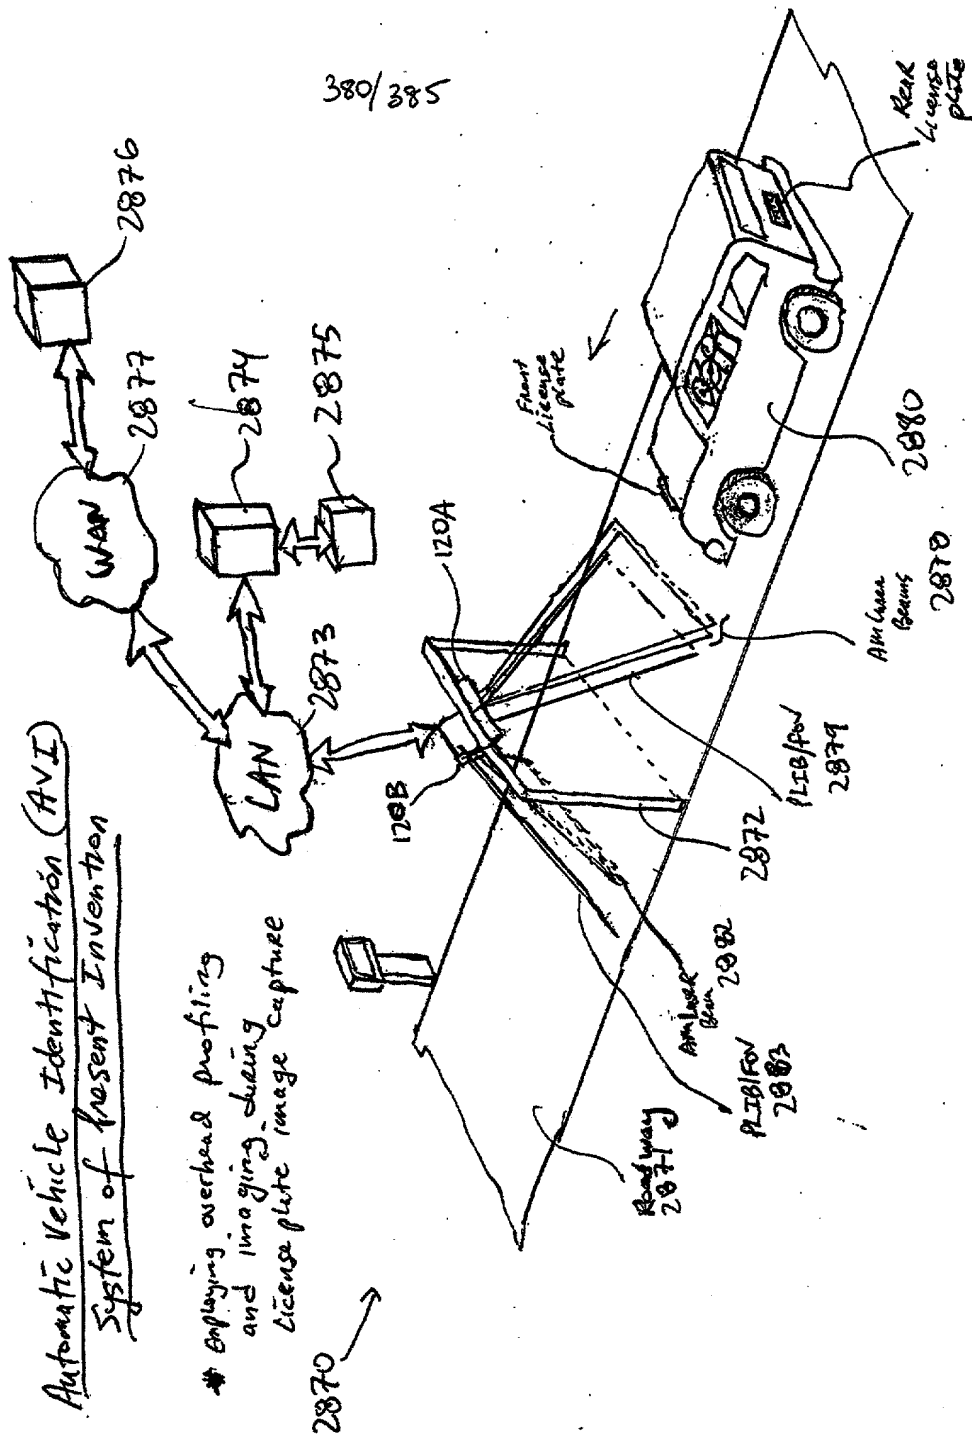 Automatic Vehicle Identification (AVI)
System of Present Invention
* Employing overhead profiling
and imaging during
License plate image capture
2870
380/385
2876
2877
WAN
2874
2875
LAN
2873
120A
120B
Front
License
plate
Rear
License
plate
2880
AM Laser
Beams
2878
PLIB/FOV
2879
2872
AM Laser
Beam
2882
PLIB/FOV
2883
Roadway
2871